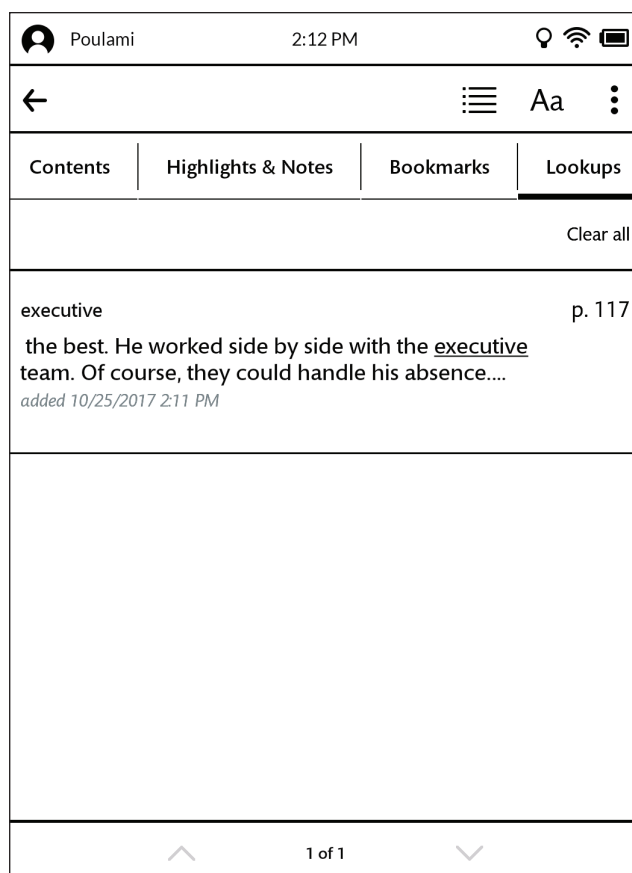 Poulami 2:12 PM
Aa
Contents Highlights & Notes Bookmarks Lookups
Clear all
executive p. 117
the best. He worked side by side with the executive
team. Of course, they could handle his absence....
added 10/25/2017 2:11 PM
1 of 1